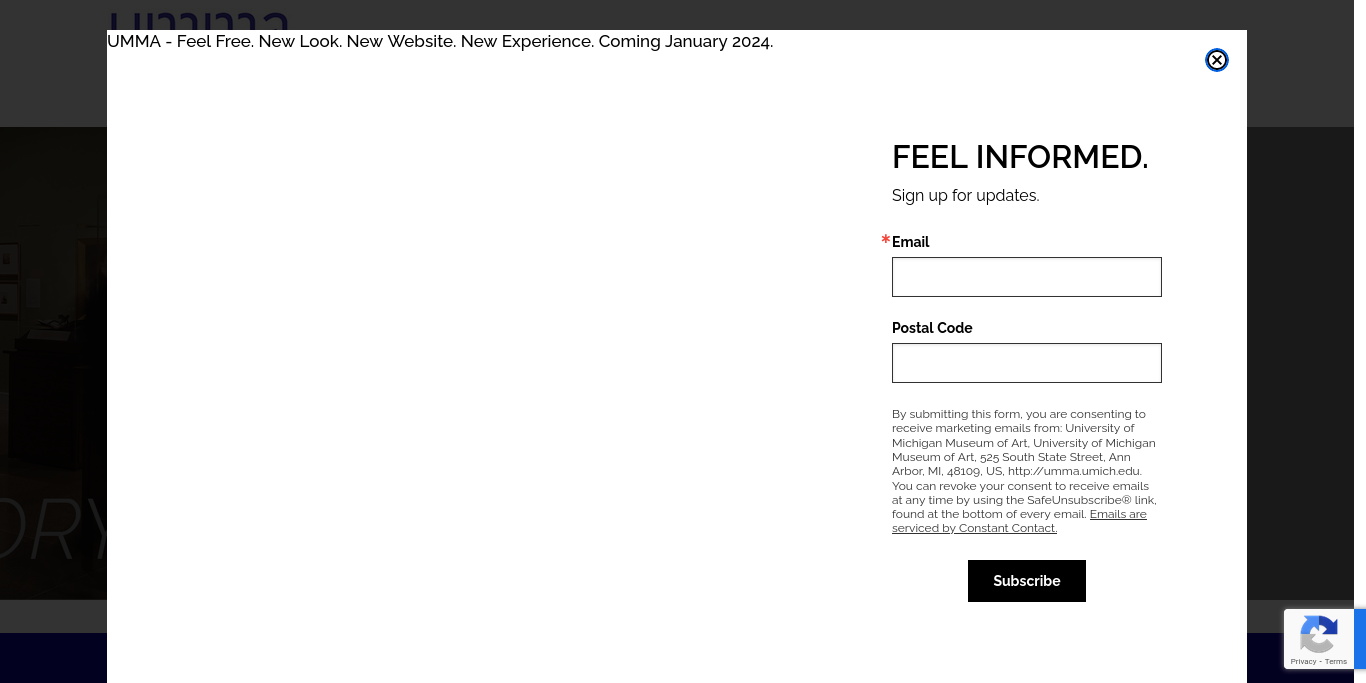 umma
UMMA - Feel Free. New Look. New Website. New Experience. Coming January 2024.
FEEL INFORMED.
Sign up for updates.
*Email
Postal Code
By submitting this form, you are consenting to
receive marketing emails from: University of
Michigan Museum of Art, University of Michigan
Museum of Art, 525 South State Street, Ann
Arbor, MI, 48109, US, http://umma.umich.edu.
You can revoke your consent to receive emails
at any time by using the SafeUnsubscribe® link,
found at the bottom of every email. Emails are
serviced by Constant Contact.
Subscribe
Privacy - Terms